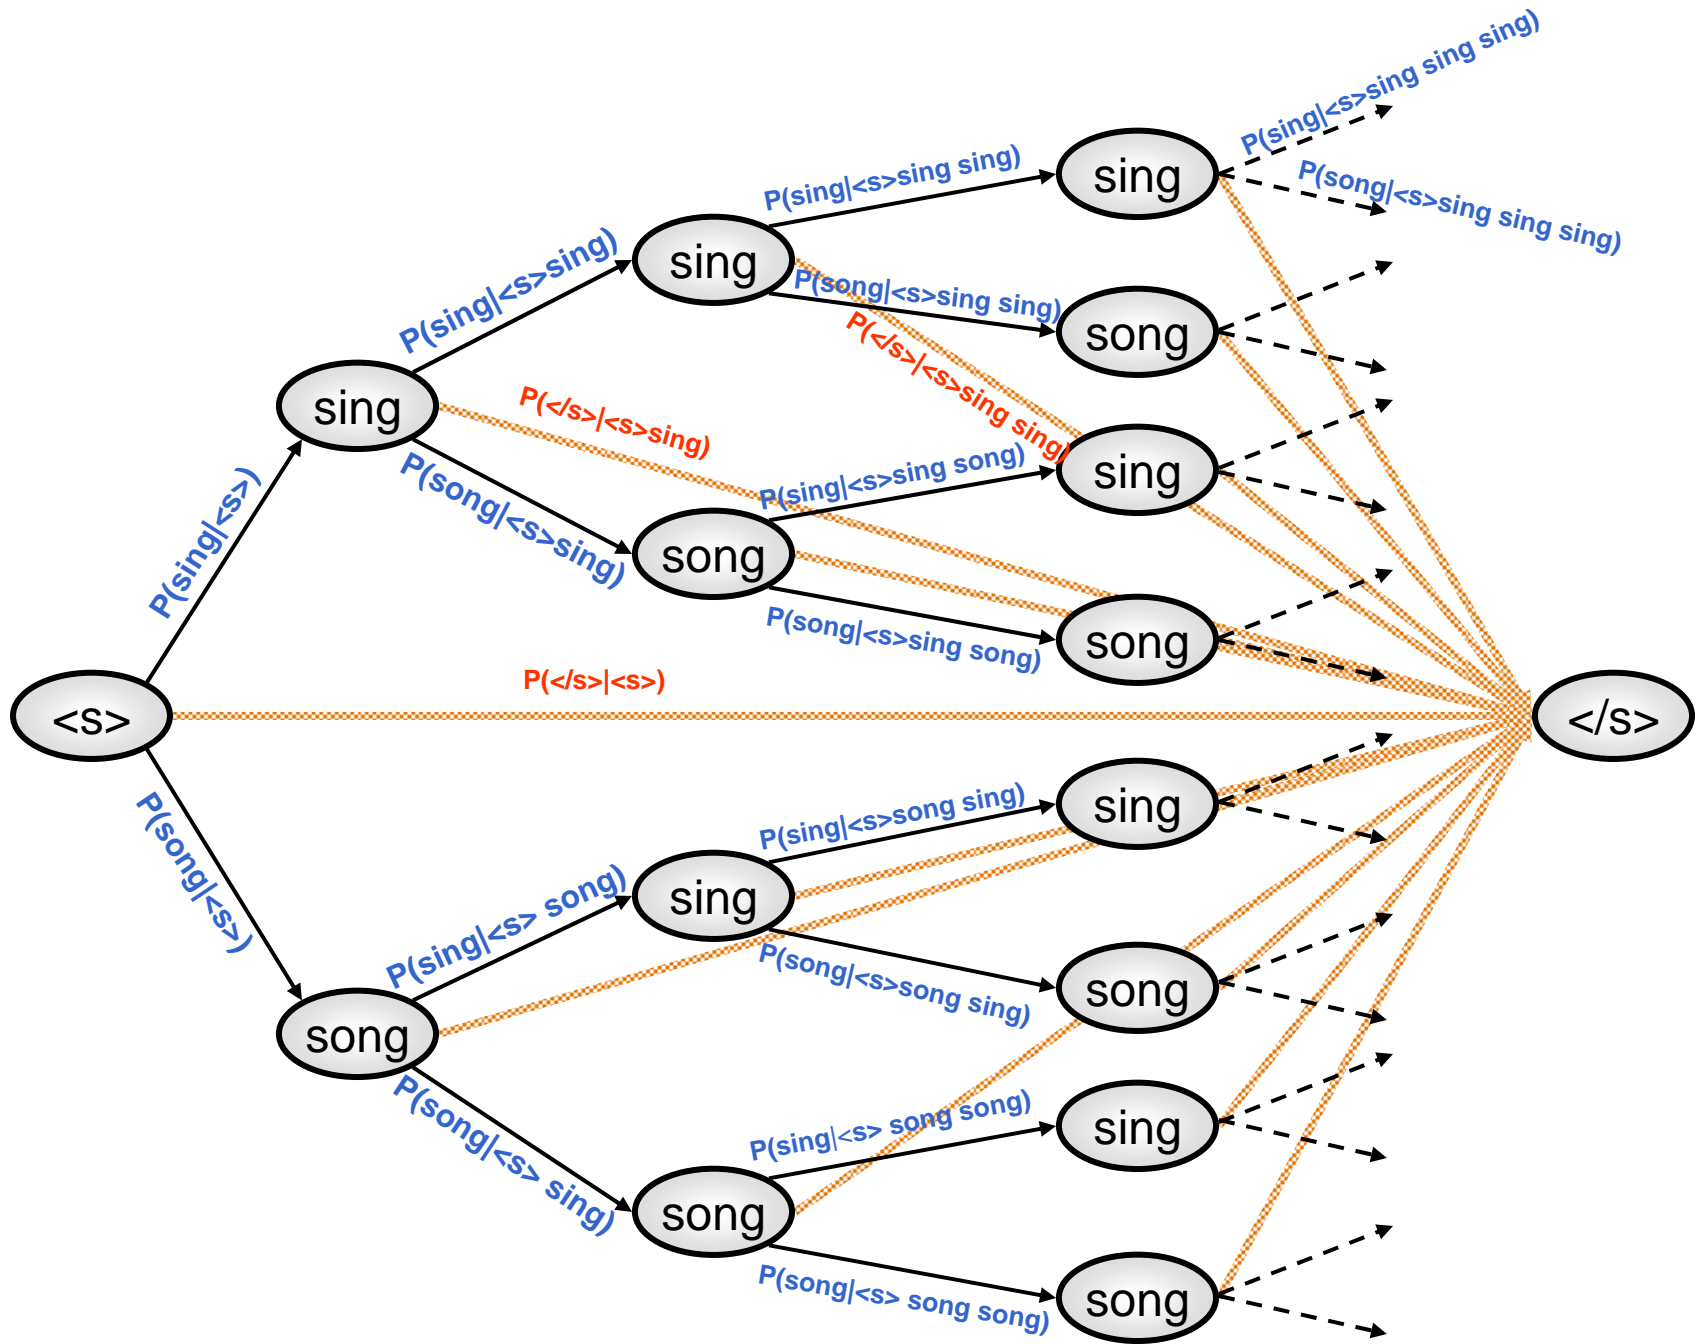 P(sing|<s>sing sing sing)
P(song|<s>sing sing sing)
P(sing|<s>sing sing)
sing
P(sing|<s>sing)
sing
P(song|<s>sing sing)
song
P(</s>|<s>sing sing)
sing
P(</s>|<s>sing)
P(sing|<s>sing song)
sing
P(song|<s>sing)
P(sing|<s>)
song
P(song|<s>sing song)
song
P(</s>|<s>)
<s>
</s>
P(song|<s>)
P(sing|<s>song sing)
sing
P(sing|<s> song)
sing
P(song|<s>song sing)
song
song
P(song|<s> sing)
P(sing|<s> song song)
sing
song
P(song|<s> song song)
song